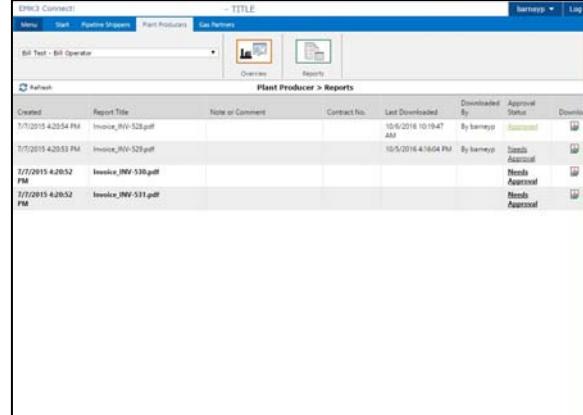 EMK3 Connect! - TITLE barneyp Log
Menu Start Pipeline Shippers Plant Producers Gas Partners
Bill Test - Bill Operator
Overview Reports
Refresh Plant Producer > Reports
Created Report Title Note or Comment Contract No. Last Downloaded Downloaded By Approval Status Downlo
7/7/2015 4:20:54 PM Invoice_INV-528.pdf 10/6/2016 10:19:47 AM By barneyp Approved
7/7/2015 4:20:53 PM Invoice_INV-529.pdf 10/5/2016 4:16:04 PM By barneyp Needs Approval
7/7/2015 4:20:52 PM Invoice_INV-530.pdf Needs Approval
7/7/2015 4:20:52 PM Invoice_INV-531.pdf Needs Approval